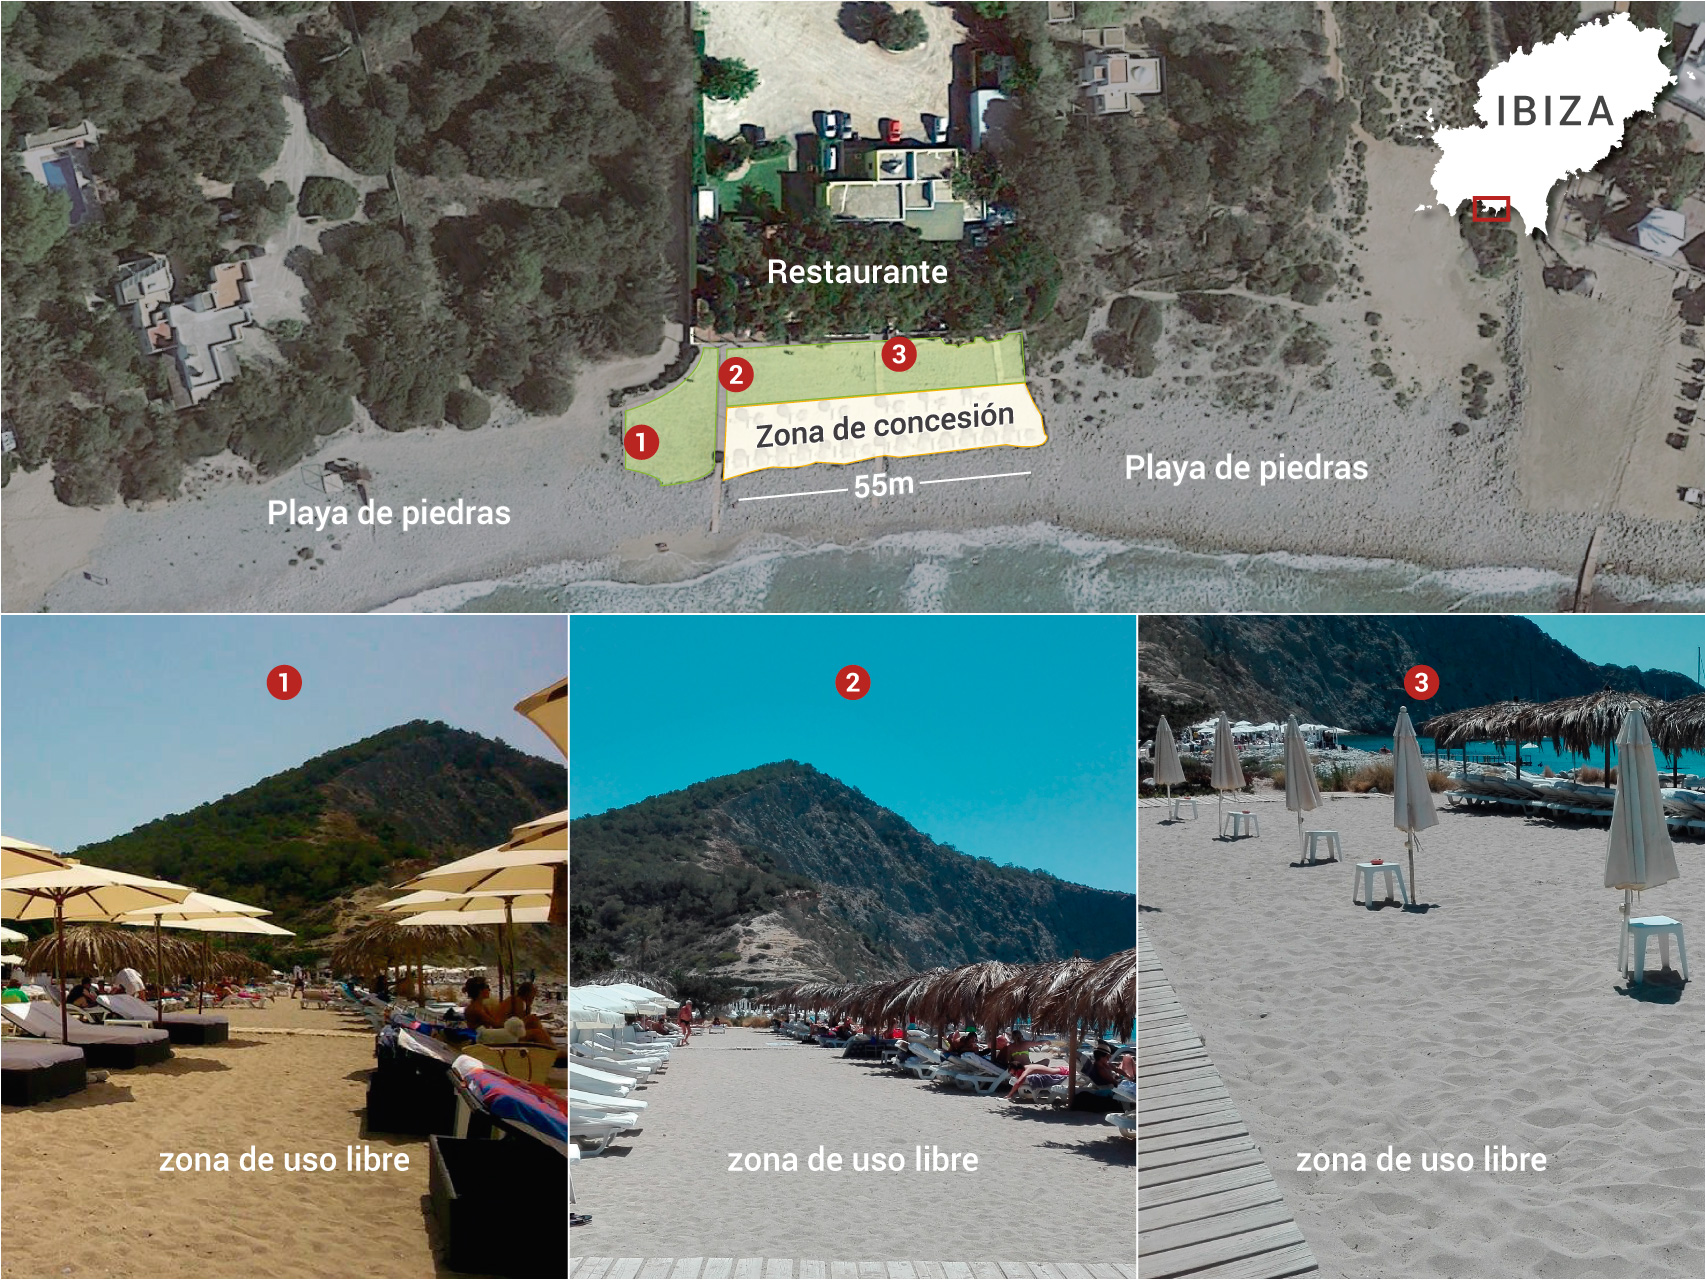 IBIZA
Restaurante
3
2
Zona de concesión
1
Playa de piedras
55m
Playa de piedras
1
2
3
zona de uso libre
zona de uso libre
zona de uso libre